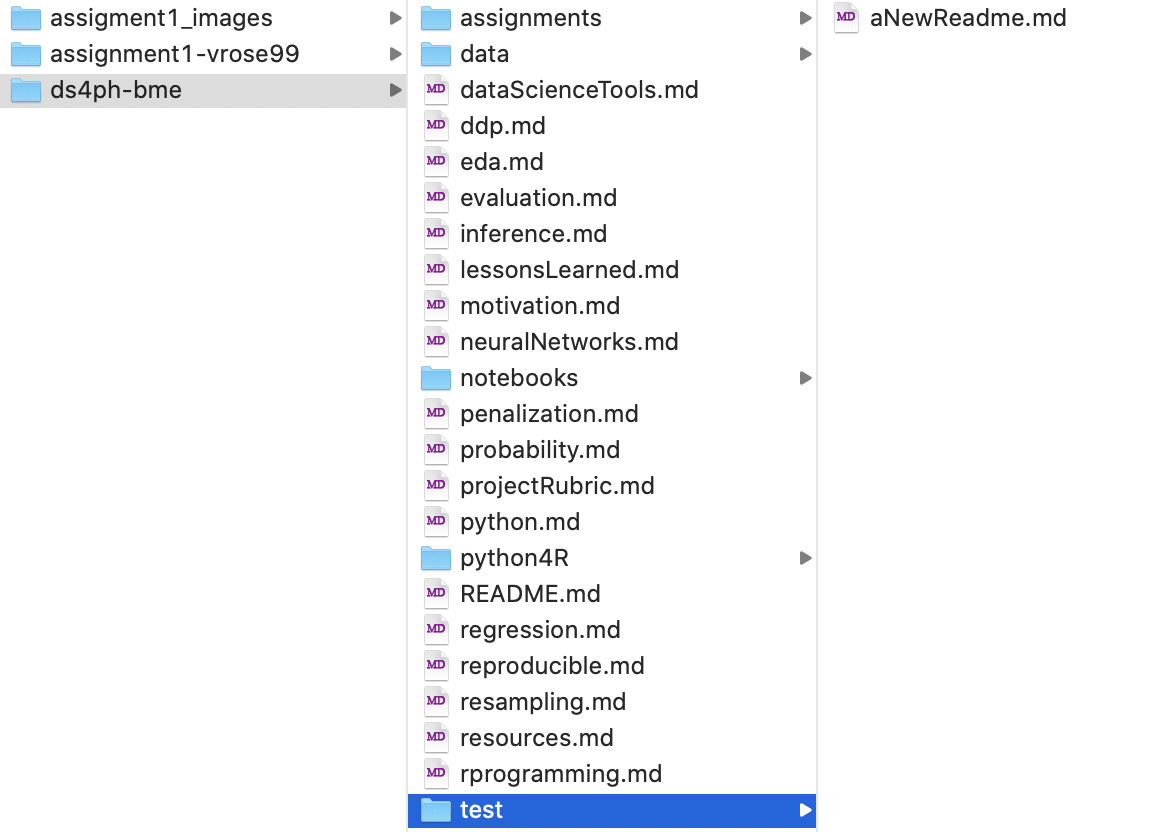 assigment1_images
assignment1-vrose99
ds4ph-bme
assignments
data
MD dataScienceTools.md
MD ddp.md
MD eda.md
MD evaluation.md
MD inference.md
MD lessonsLearned.md
MD motivation.md
MD neuralNetworks.md
notebooks
MD penalization.md
MD probability.md
MD projectRubric.md
MD python.md
python4R
MD README.md
MD regression.md
MD reproducible.md
MD resampling.md
MD resources.md
MD rprogramming.md
test
MD aNewReadme.md